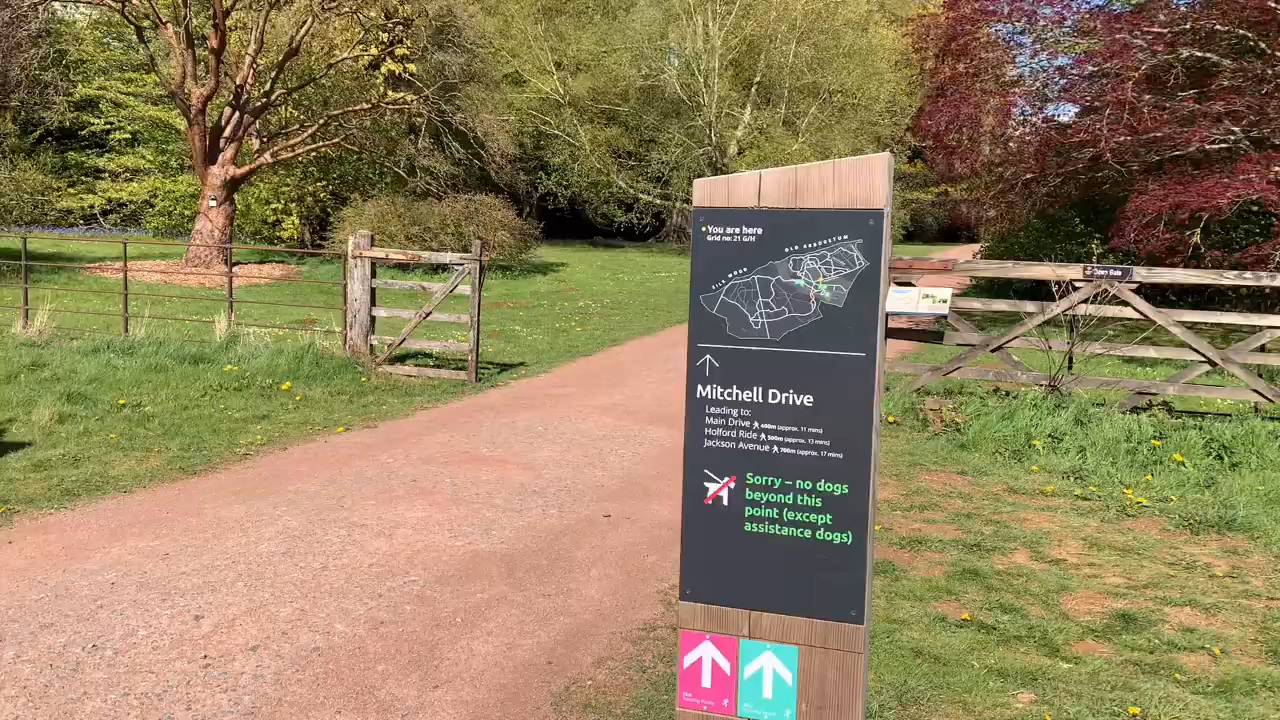 You are here
Grid no: 21 G/H
SILK WOOD
OLD ARBORETUM
Mitchell Drive
Leading to:
Main Drive 400m (approx. 11 mins)
Holford Ride 500m (approx. 13 mins)
Jackson Avenue 700m (approx. 17 mins)
Sorry – no dogs
beyond this
point (except
assistance dogs)
Down Gate